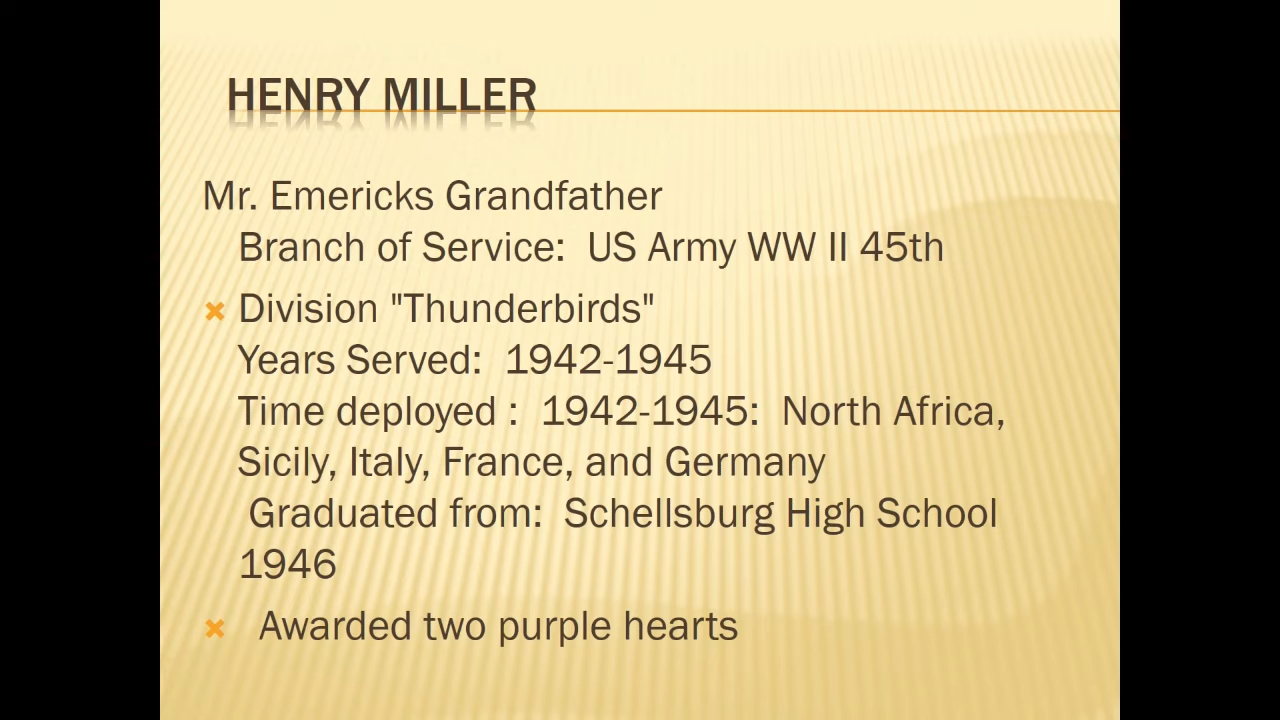 HENRY MILLER
Mr. Emericks Grandfather
Branch of Service:  US Army WW II 45th
Division "Thunderbirds"
Years Served:  1942-1945
Time deployed :  1942-1945:  North Africa,
Sicily, Italy, France, and Germany
Graduated from:  Schellsburg High School
1946
Awarded two purple hearts